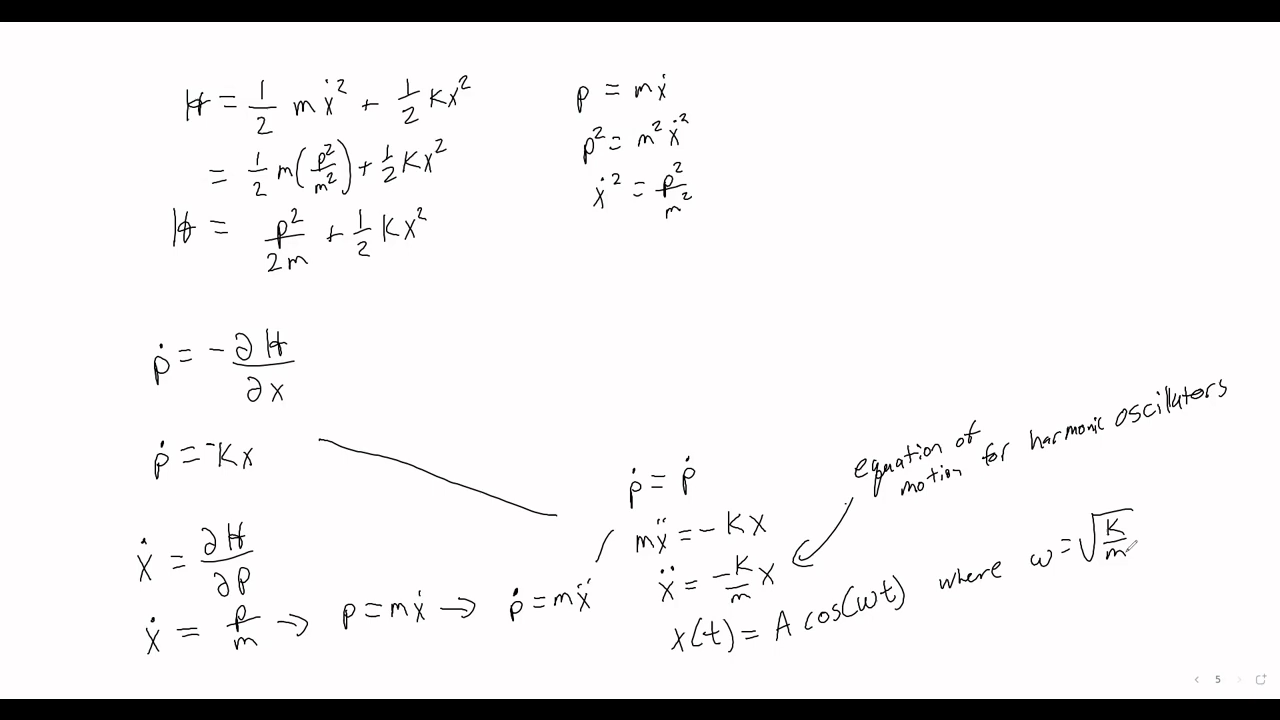 H = 1/2 mẋ² + 1/2 Kx²
= 1/2 m(p²/m²) + 1/2 Kx²
H = p²/2m + 1/2 Kx²
p = mẋ
p² = m²ẋ²
ẋ² = p²/m²
ṗ = -∂H/∂x
ṗ = -Kx
ẋ = ∂H/∂p
ẋ = p/m → p = mẋ → ṗ = mẍ
ṗ = ṗ
mẍ = -Kx
ẍ = -K/m x
equation of
motion for harmonic oscillators
x(t) = A cos(ωt) where ω = √(K/m)
5